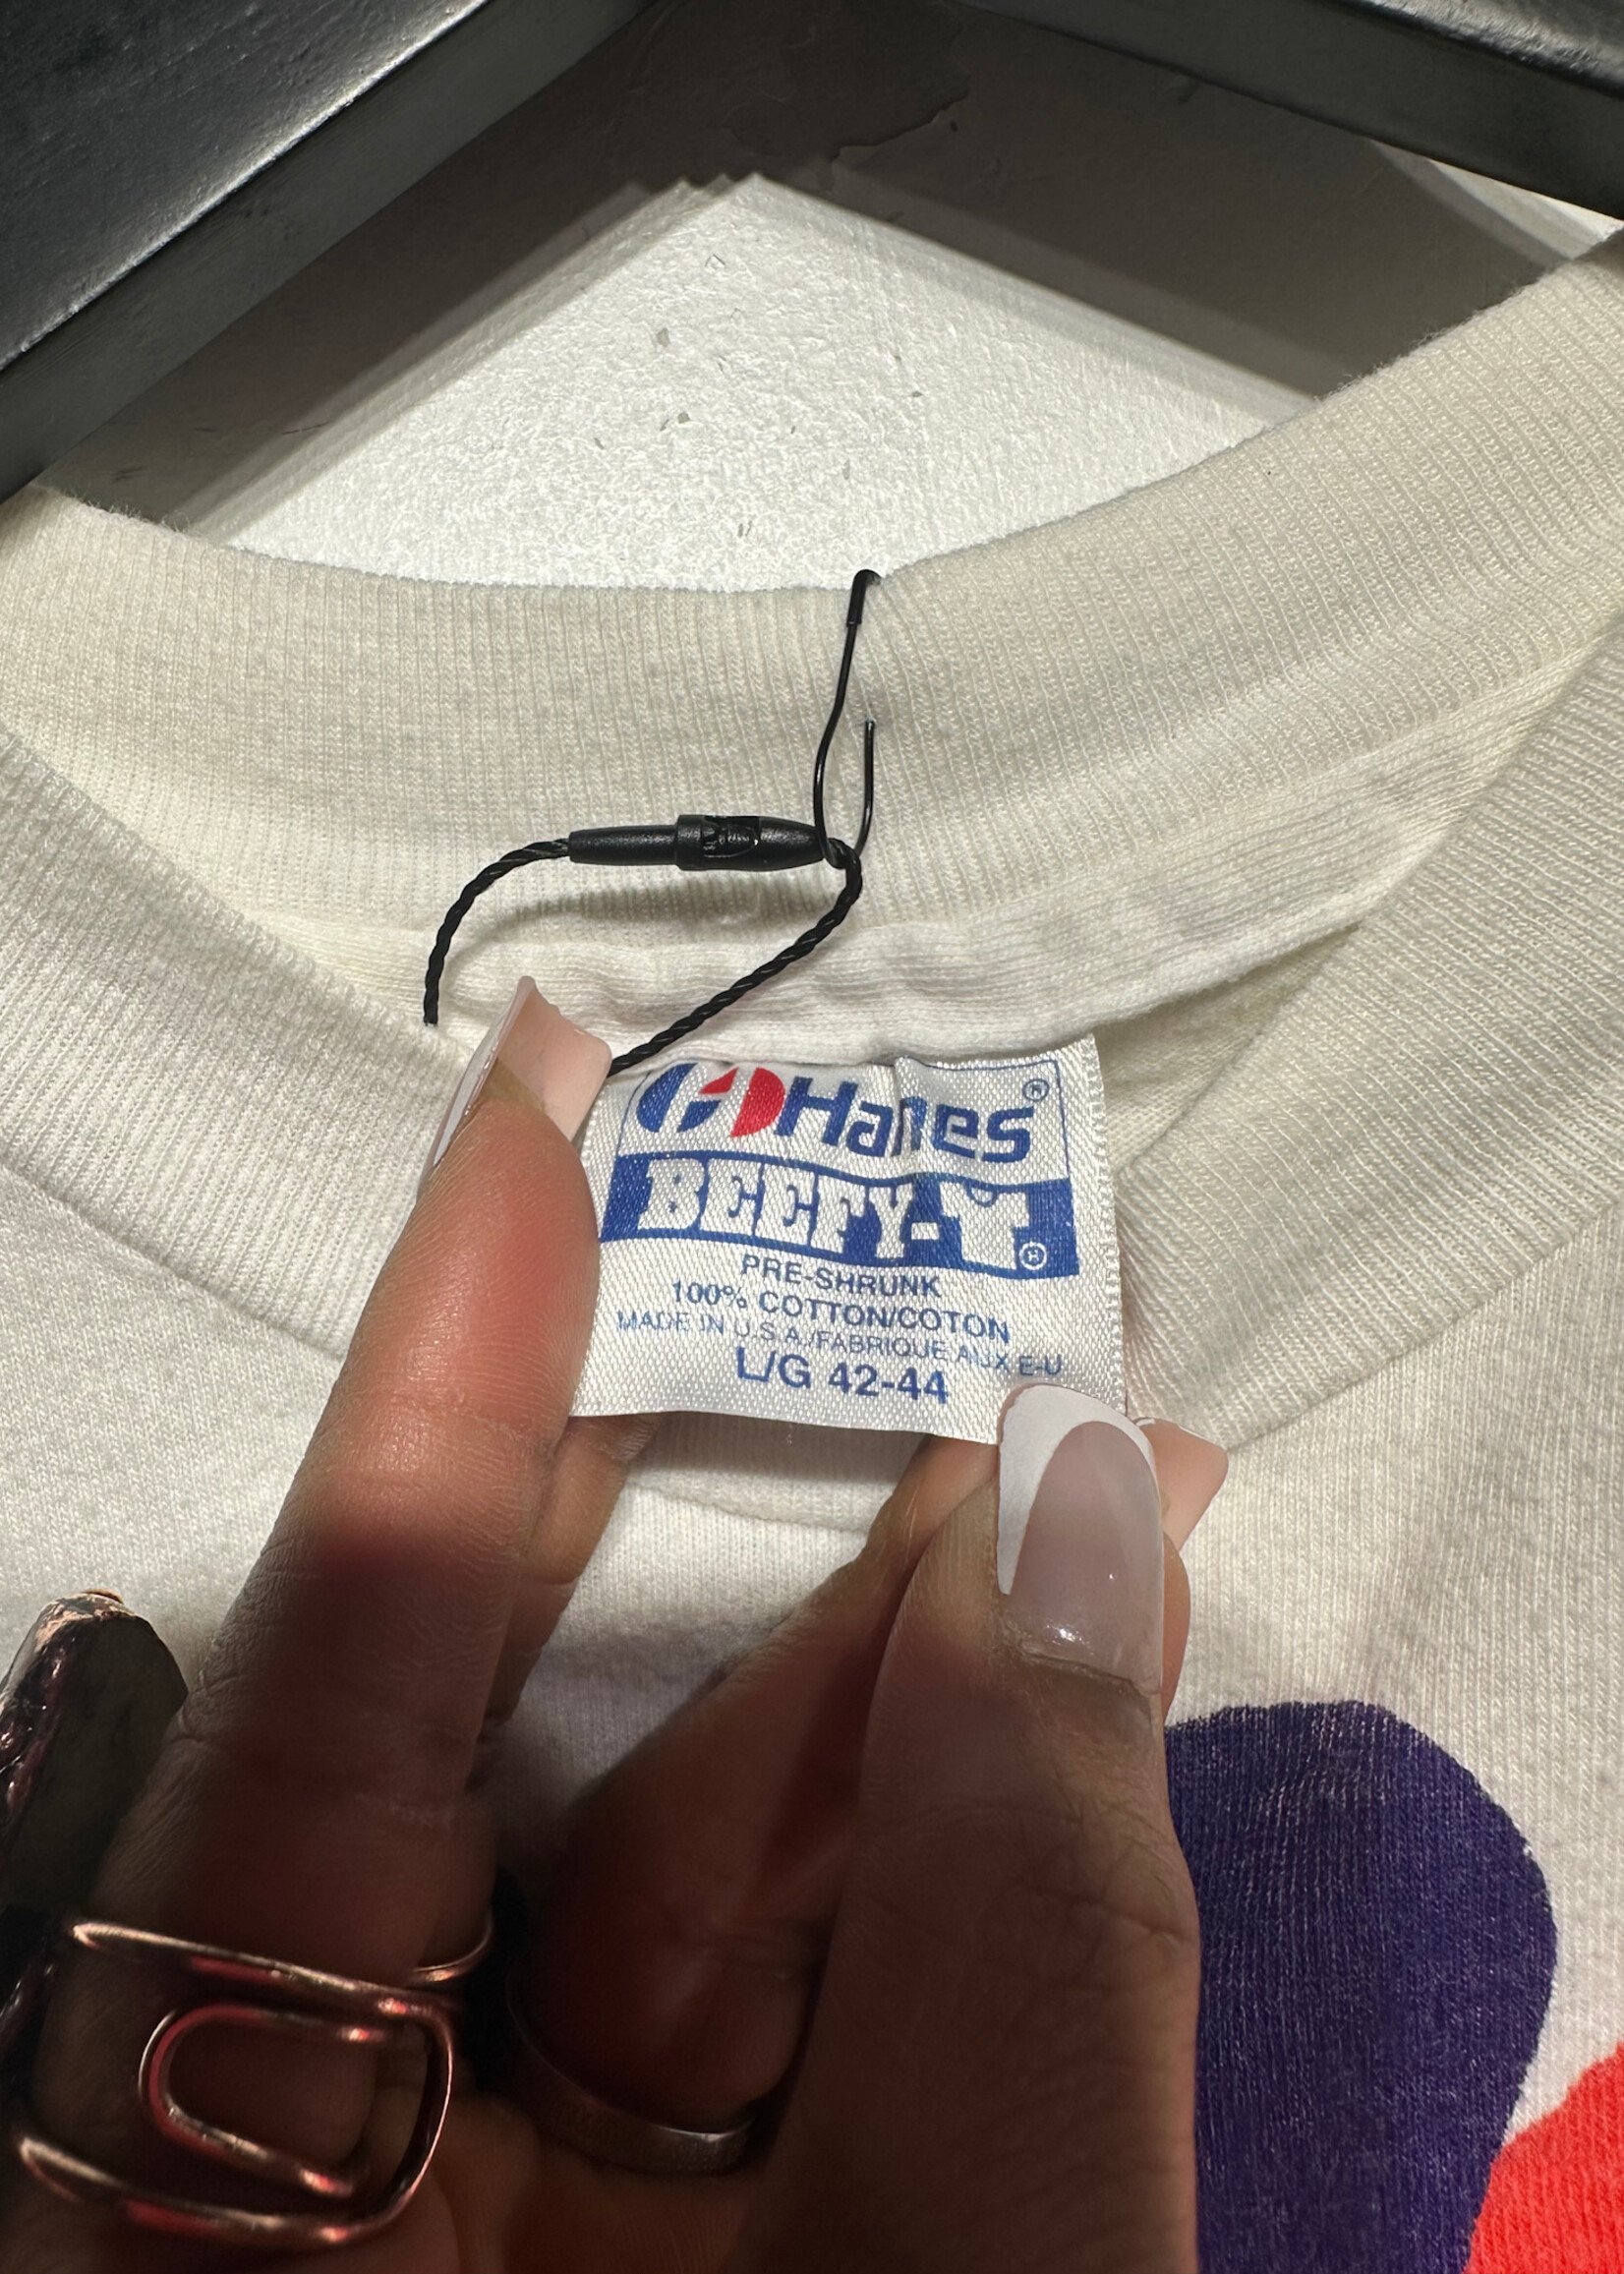 Hanes®
BEEFY-T®
PRE-SHRUNK
100% COTTON/COTON
MADE IN U.S.A./FABRIQUE AUX E-U
L/G 42-44